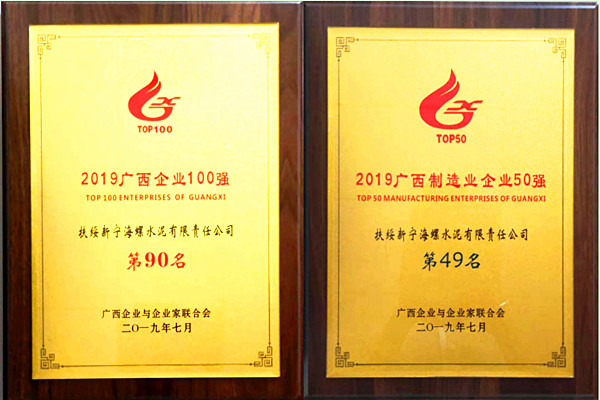 TOP100
2019广西企业100强
TOP 100 ENTERPRISES OF GUANGXI
扶绥新宁海螺水泥有限责任公司
第90名
广西企业与企业家联合会
二〇一九年七月
TOP50
2019广西制造业企业50强
TOP 50 MANUFACTURING ENTERPRISES OF GUANGXI
扶绥新宁海螺水泥有限责任公司
第49名
广西企业与企业家联合会
二〇一九年七月